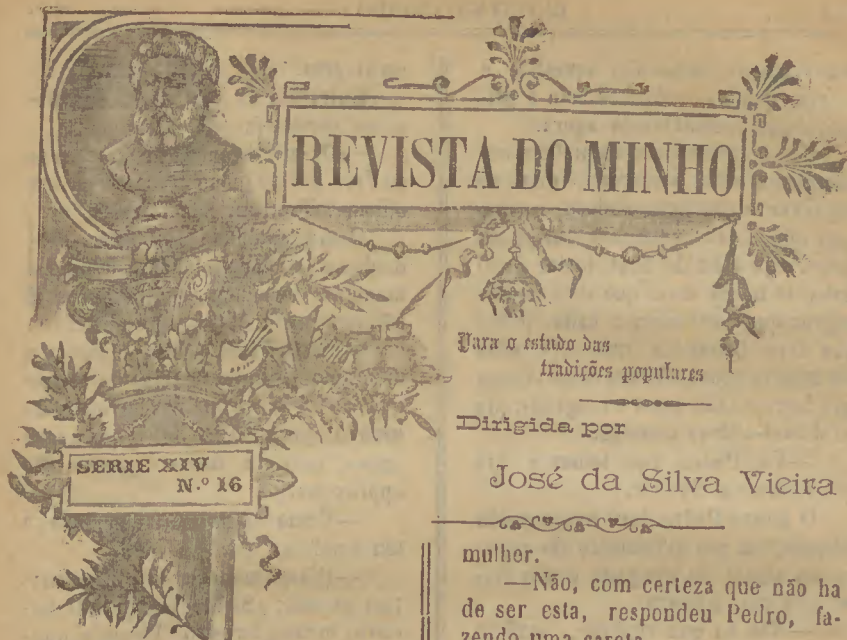 REVISTA DO MINHO
Para o estudo das
tradições populares
Dirigida por
José da Silva Vieira
SERIE XIV
N.º 16
mulher.
—Não, com certeza que não ha
de ser esta, respondeu Pedro, fa-
zendo uma careta.